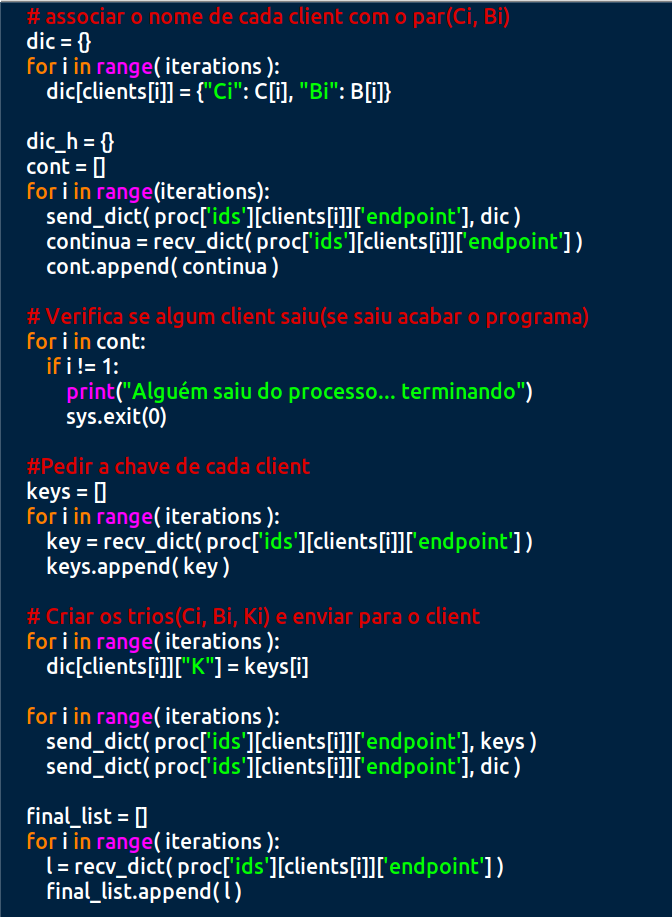 # associar o nome de cada client com o par(Ci, Bi)
dic = {}
for i in range( iterations ):
    dic[clients[i]] = {"Ci": C[i], "Bi": B[i]}

dic_h = {}
cont = []
for i in range(iterations):
    send_dict( proc['ids'][clients[i]]['endpoint'], dic )
    continua = recv_dict( proc['ids'][clients[i]]['endpoint'] )
    cont.append( continua )

# Verifica se algum client saiu(se saiu acabar o programa)
for i in cont:
    if i != 1:
        print("Alguém saiu do processo... terminando")
        sys.exit(0)

#Pedir a chave de cada client
keys = []
for i in range( iterations ):
    key = recv_dict( proc['ids'][clients[i]]['endpoint'] )
    keys.append( key )

# Criar os trios(Ci, Bi, Ki) e enviar para o client
for i in range( iterations ):
    dic[clients[i]]["K"] = keys[i]

for i in range( iterations ):
    send_dict( proc['ids'][clients[i]]['endpoint'], keys )
    send_dict( proc['ids'][clients[i]]['endpoint'], dic )

final_list = []
for i in range( iterations ):
    l = recv_dict( proc['ids'][clients[i]]['endpoint'] )
    final_list.append( l )